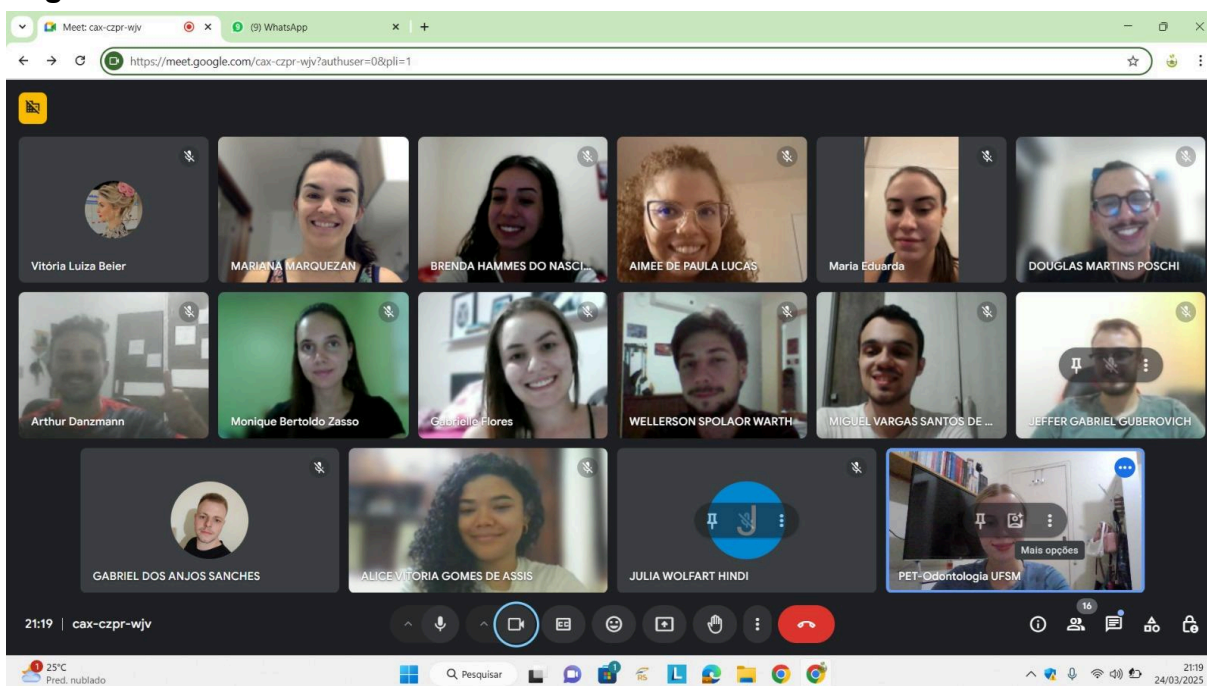 Meet: cax-czpr-wjv
(9) WhatsApp
https://meet.google.com/cax-czpr-wjv?authuser=0&pli=1
Vitória Luiza Beier
MARIANA MARQUEZAN
BRENDA HAMMES DO NASCI...
AIMEE DE PAULA LUCAS
Maria Eduarda
DOUGLAS MARTINS POSCHI
Arthur Danzmann
Monique Bertoldo Zasso
Gabrielle Flores
WELLERSON SPOLAOR WARTH
MIGUEL VARGAS SANTOS DE ...
JEFFER GABRIEL GUBEROVICH
J
Mais opções
GABRIEL DOS ANJOS SANCHES
ALICE VITORIA GOMES DE ASSIS
JULIA WOLFART HINDI
PET-Odontologia UFSM
21:19 | cax-czpr-wjv
16
1
25°C
Pred. nublado
Pesquisar
21:19
24/03/2025